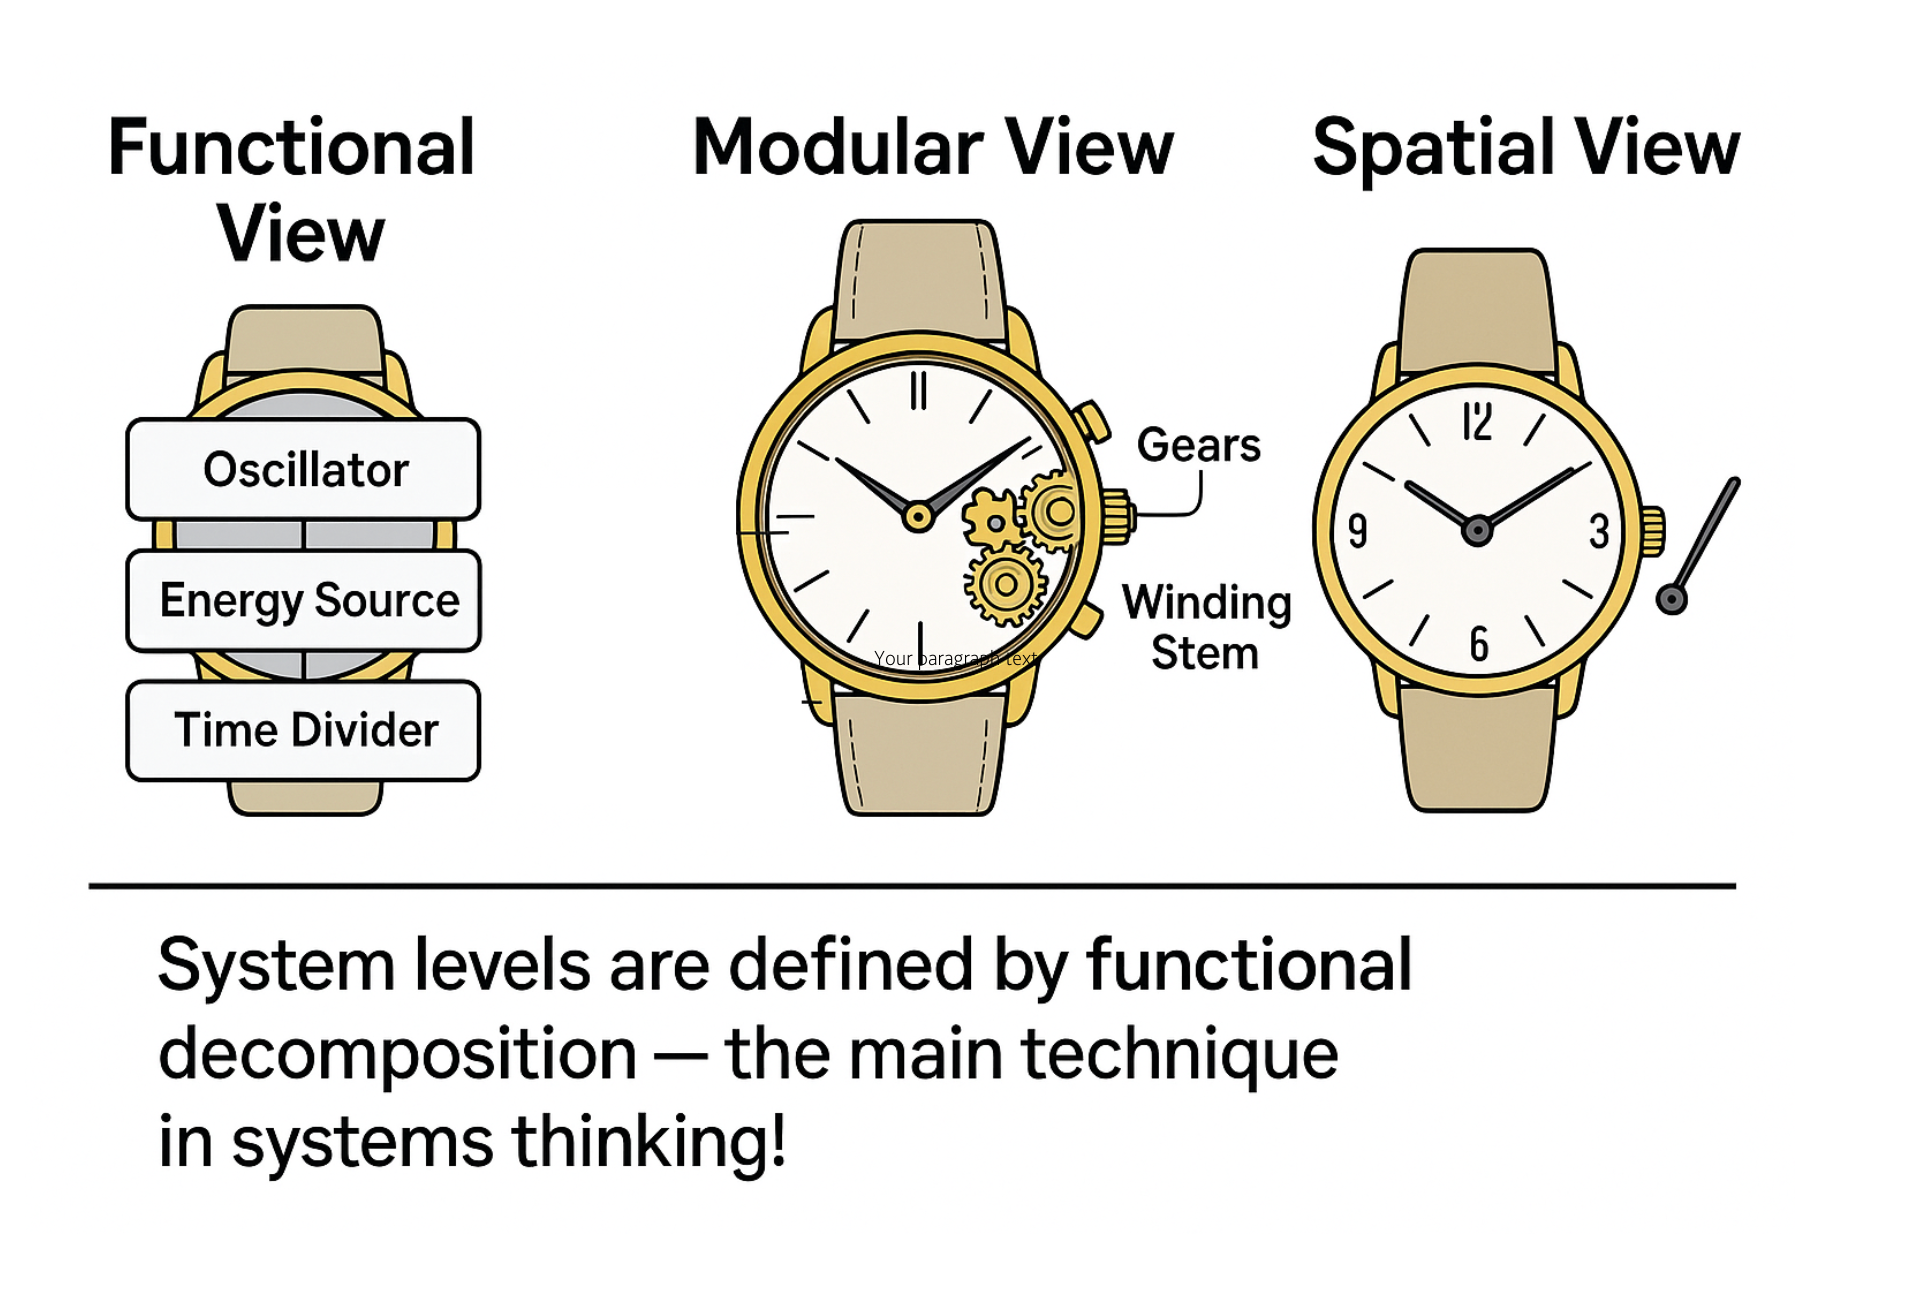 Functional
View
Modular View
Spatial View
Oscillator
Energy Source
Time Divider
Gears
Winding
Stem
Your paragraph text
12
3
6
9
System levels are defined by functional
decomposition — the main technique
in systems thinking!